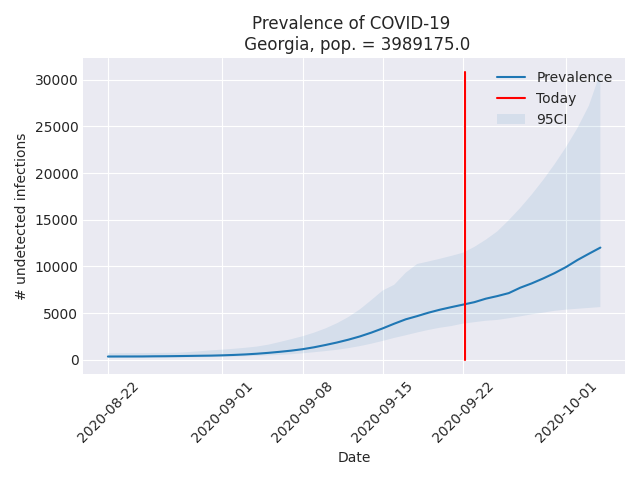 Prevalence of COVID-19
Georgia, pop. = 3989175.0
Prevalence
Today
95CI
# undetected infections
30000
25000
20000
15000
10000
5000
0
2020-08-22
2020-09-01
2020-09-08
2020-09-15
2020-09-22
2020-10-01
Date